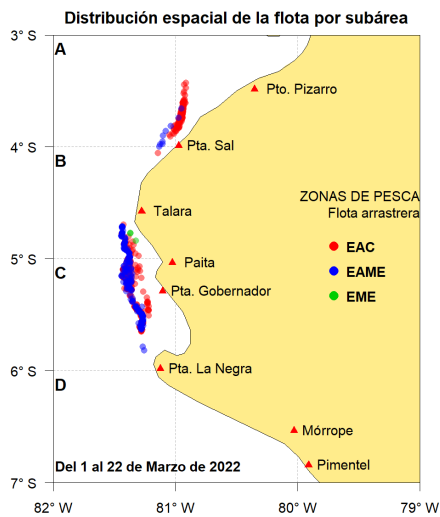 Distribución espacial de la flota por subárea
3° S
A
Pto. Pizarro
4° S
Pta. Sal
B
ZONAS DE PESCA
Flota arrastrera
Talara
EAC
5° S
Paita
C
EAME
Pta. Gobernador
EME
6° S
Pta. La Negra
D
Mórrope
Del 1 al 22 de Marzo de 2022
Pimentel
7° S
82° W
81° W
80° W
79° W